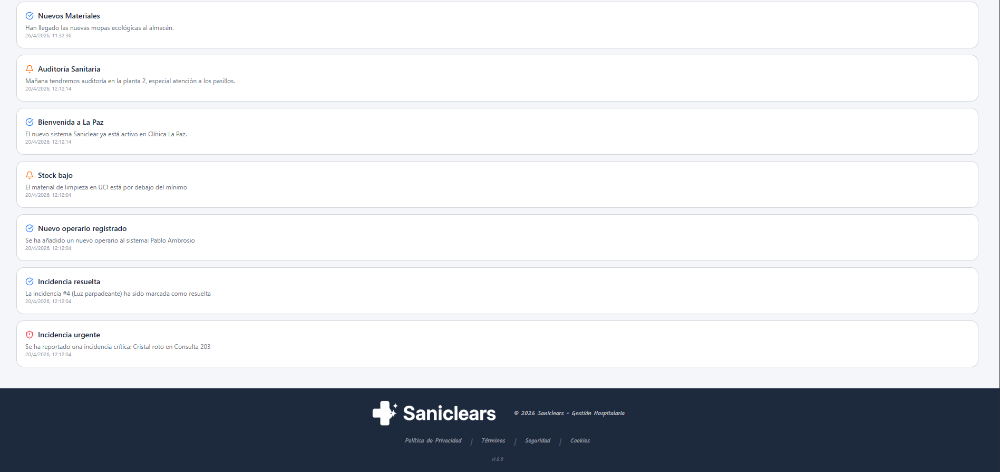 Nuevos Materiales
Han llegado las nuevas mopas ecológicas al almacén.
26/4/2026, 11:32:36
Auditoría Sanitaria
Mañana tendremos auditoría en la planta 2, especial atención a los pasillos.
20/4/2026, 12:12:14
Bienvenida a La Paz
El nuevo sistema Saniclear ya está activo en Clínica La Paz.
20/4/2026, 12:12:14
Stock bajo
El material de limpieza en UCI está por debajo del mínimo
20/4/2026, 12:12:04
Nuevo operario registrado
Se ha añadido un nuevo operario al sistema: Pablo Ambrosio
20/4/2026, 12:12:04
Incidencia resuelta
La incidencia #4 (Luz parpadeante) ha sido marcada como resuelta
20/4/2026, 12:12:04
Incidencia urgente
Se ha reportado una incidencia crítica: Cristal roto en Consulta 203
20/4/2026, 12:12:04
Saniclears © 2026 Saniclears - Gestión Hospitalaria
Política de Privacidad / Términos / Seguridad / Cookies
v1.0.0